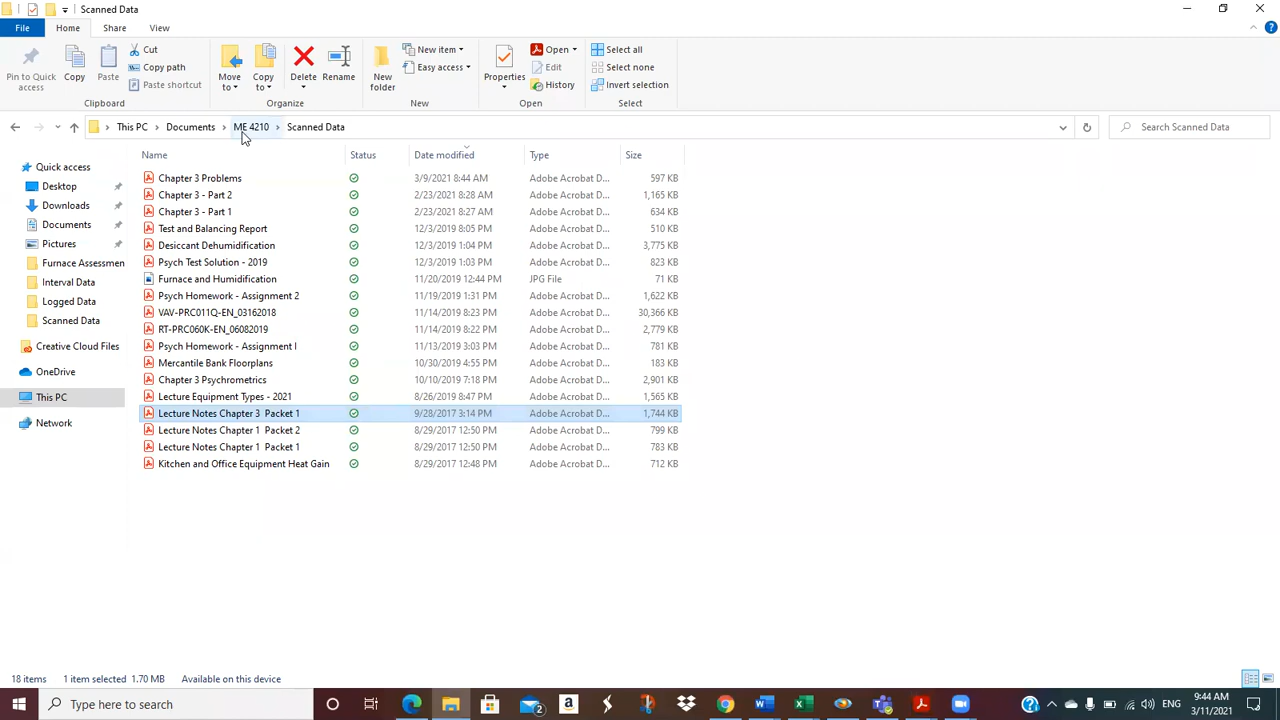 Scanned Data
File Home Share View
Pin to Quick access
Copy
Paste
Cut
Copy path
Paste shortcut
Clipboard
Move to
Copy to
Delete
Rename
Organize
New folder
New item
Easy access
New
Properties
Open
Edit
History
Open
Select all
Select none
Invert selection
Select
This PC > Documents > ME 4210 > Scanned Data
Search Scanned Data
Quick access
Desktop
Downloads
Documents
Pictures
Furnace Assessmen
Interval Data
Logged Data
Scanned Data
Creative Cloud Files
OneDrive
This PC
Network
Name Status Date modified Type Size
Chapter 3 Problems 3/9/2021 8:44 AM Adobe Acrobat D... 597 KB
Chapter 3 - Part 2 2/23/2021 8:28 AM Adobe Acrobat D... 1,165 KB
Chapter 3 - Part 1 2/23/2021 8:27 AM Adobe Acrobat D... 634 KB
Test and Balancing Report 12/3/2019 8:05 PM Adobe Acrobat D... 510 KB
Desiccant Dehumidification 12/3/2019 1:04 PM Adobe Acrobat D... 3,775 KB
Psych Test Solution - 2019 12/3/2019 1:03 PM Adobe Acrobat D... 823 KB
Furnace and Humidification 11/20/2019 12:44 PM JPG File 71 KB
Psych Homework - Assignment 2 11/19/2019 1:31 PM Adobe Acrobat D... 1,622 KB
VAV-PRC011Q-EN_03162018 11/14/2019 8:23 PM Adobe Acrobat D... 30,366 KB
RT-PRC060K-EN_06082019 11/14/2019 8:22 PM Adobe Acrobat D... 2,779 KB
Psych Homework - Assignment I 11/13/2019 3:03 PM Adobe Acrobat D... 781 KB
Mercantile Bank Floorplans 10/30/2019 4:55 PM Adobe Acrobat D... 183 KB
Chapter 3 Psychrometrics 10/10/2019 7:18 PM Adobe Acrobat D... 2,901 KB
Lecture Equipment Types - 2021 8/26/2019 8:47 PM Adobe Acrobat D... 1,565 KB
Lecture Notes Chapter 3 Packet 1 9/28/2017 3:14 PM Adobe Acrobat D... 1,744 KB
Lecture Notes Chapter 1 Packet 2 8/29/2017 12:50 PM Adobe Acrobat D... 799 KB
Lecture Notes Chapter 1 Packet 1 8/29/2017 12:50 PM Adobe Acrobat D... 783 KB
Kitchen and Office Equipment Heat Gain 8/29/2017 12:48 PM Adobe Acrobat D... 712 KB
18 items 1 item selected 1.70 MB Available on this device
Type here to search
2
ENG
9:44 AM
3/11/2021